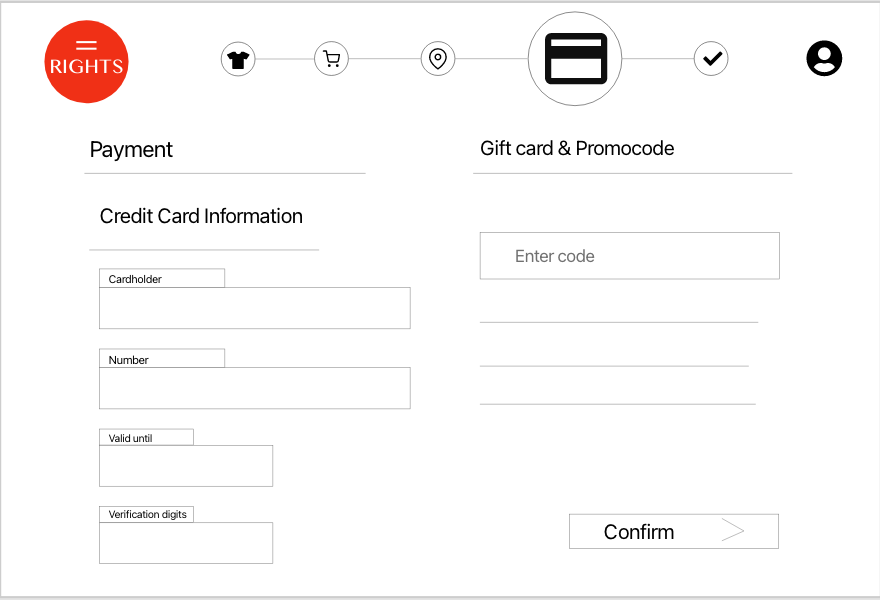 RIGHTS
Payment
Credit Card Information
Cardholder
Number
Valid until
Verification digits
Gift card & Promocode
Enter code
Confirm